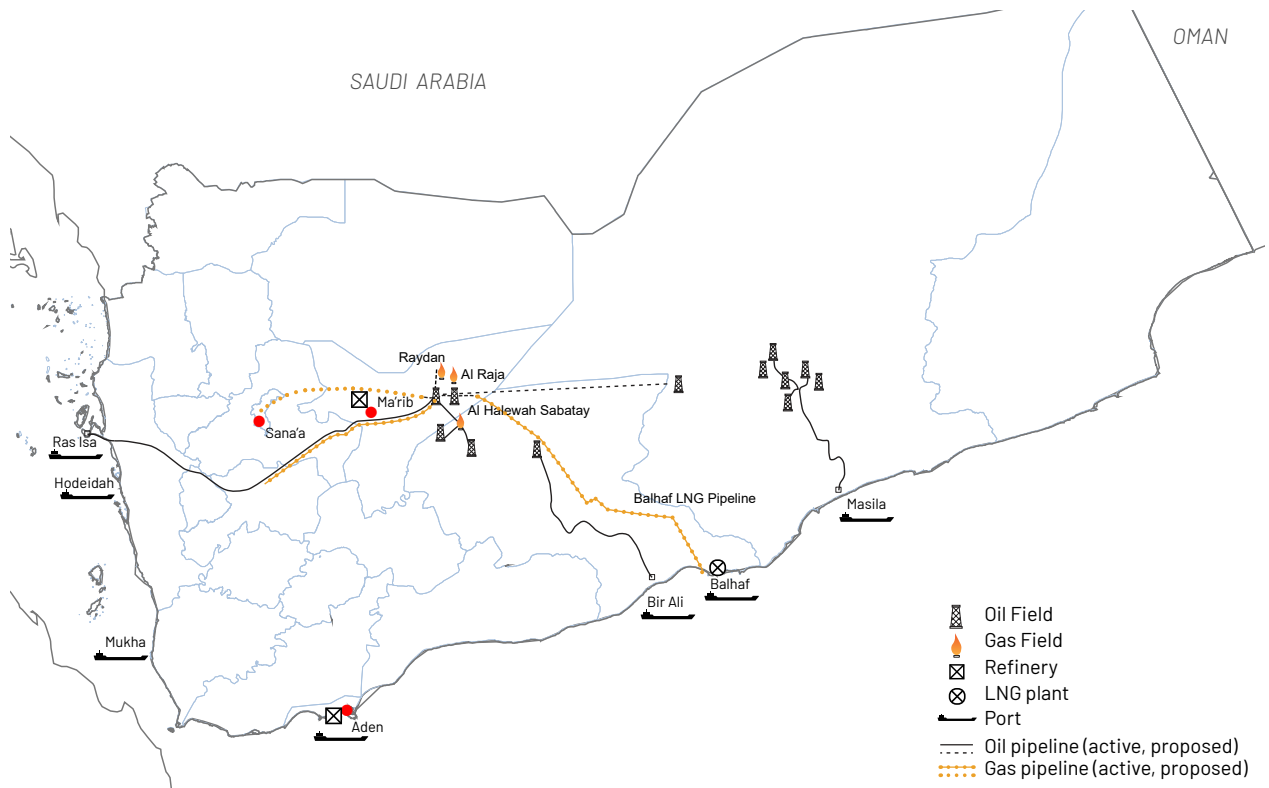 OMAN
SAUDI ARABIA
Raydan
Al Raja
Ma'rib
Al Halewah Sabatay
Sana'a
Ras Isa
Hodeidah
Balhaf LNG Pipeline
Masila
Balhaf
Bir Ali
Mukha
Aden
Oil Field
Gas Field
Refinery
LNG plant
Port
Oil pipeline (active, proposed)
Gas pipeline (active, proposed)